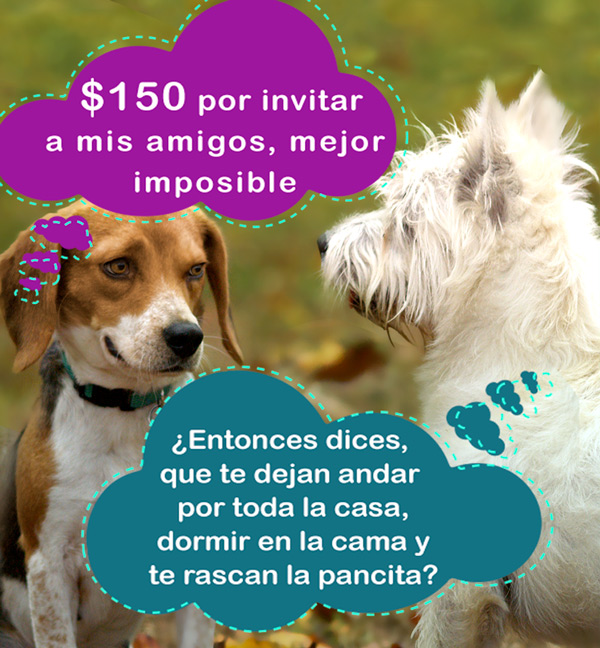 $150 por invitar
a mis amigos, mejor
imposible
¿Entonces dices,
que te dejan andar
por toda la casa,
dormir en la cama y
te rascan la pancita?